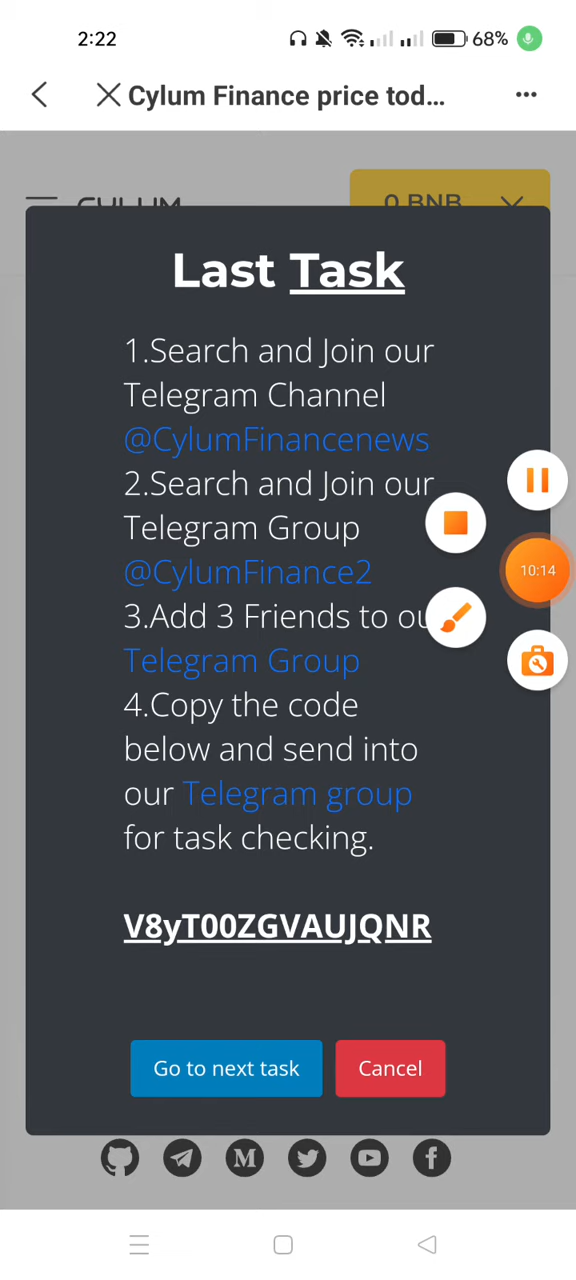 2:22
68%
Cylum Finance price tod...
CYLUM
0 BNB
Last Task
1.Search and Join our
Telegram Channel
@CylumFinancenews
2.Search and Join our
Telegram Group
@CylumFinance2
10:14
3.Add 3 Friends to ou
Telegram Group
4.Copy the code
below and send into
our Telegram group
for task checking.
V8yT00ZGVAUJQNR
Go to next task
Cancel